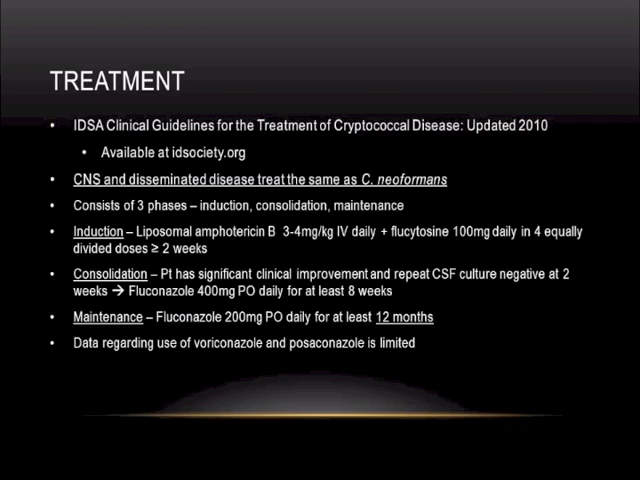 TREATMENT
• IDSA Clinical Guidelines for the Treatment of Cryptococcal Disease: Updated 2010
• Available at idsociety.org
• CNS and disseminated disease treat the same as C. neoformans
• Consists of 3 phases – induction, consolidation, maintenance
• Induction – Liposomal amphotericin B 3-4mg/kg IV daily + flucytosine 100mg daily in 4 equally
divided doses ≥ 2 weeks
• Consolidation – Pt has significant clinical improvement and repeat CSF culture negative at 2
weeks → Fluconazole 400mg PO daily for at least 8 weeks
• Maintenance – Fluconazole 200mg PO daily for at least 12 months
• Data regarding use of voriconazole and posaconazole is limited